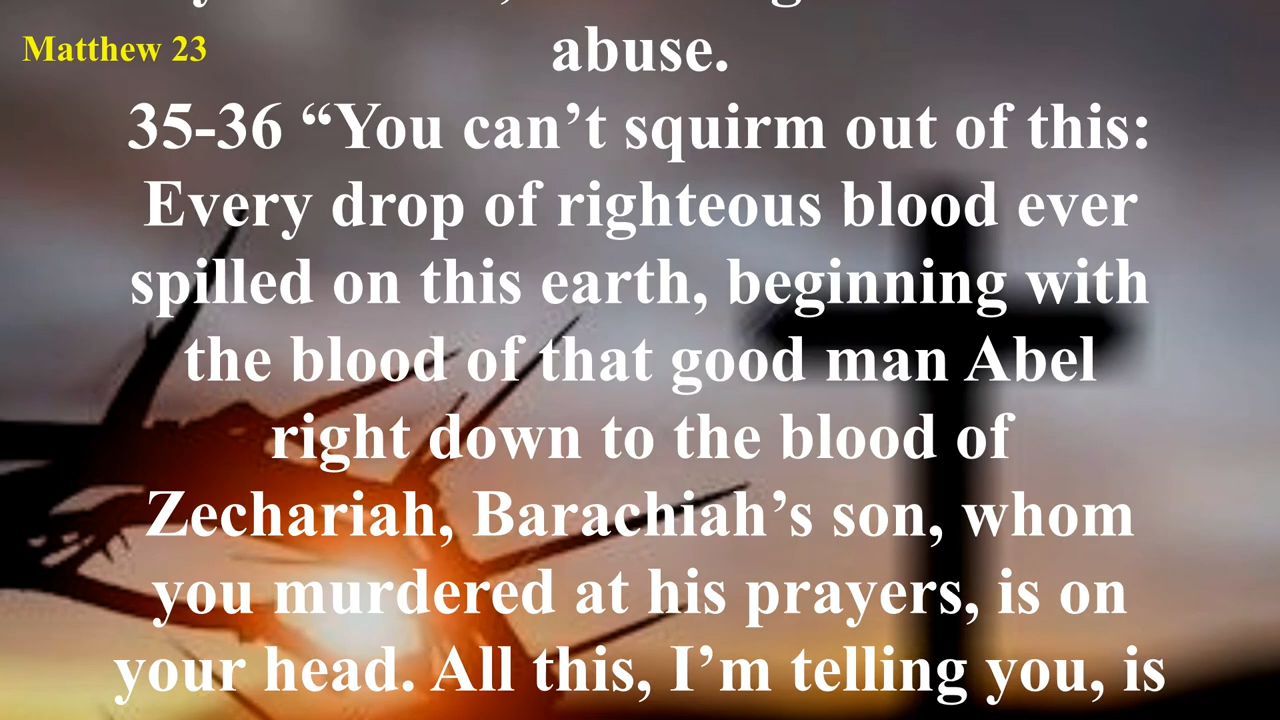 Matthew 23
abuse.
35-36 “You can’t squirm out of this:
Every drop of righteous blood ever
spilled on this earth, beginning with
the blood of that good man Abel
right down to the blood of
Zechariah, Barachiah’s son, whom
you murdered at his prayers, is on
your head. All this, I’m telling you, is